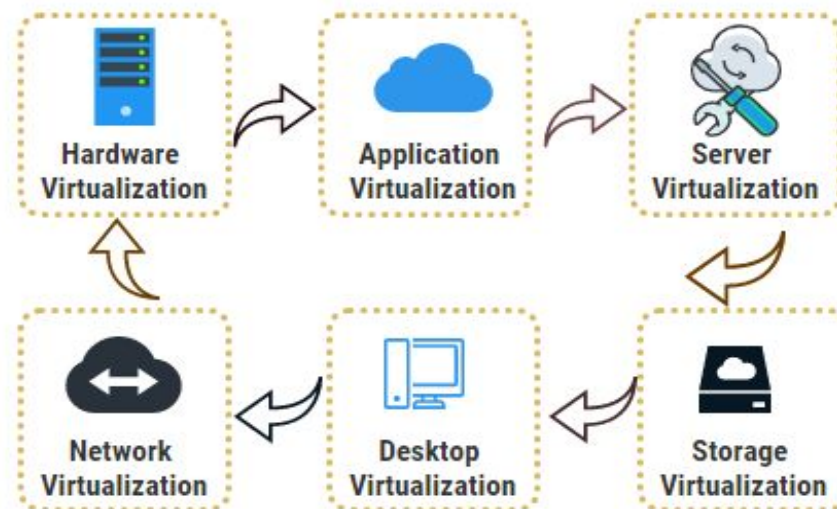 Hardware
Virtualization
Application
Virtualization
Server
Virtualization
Storage
Virtualization
Desktop
Virtualization
Network
Virtualization